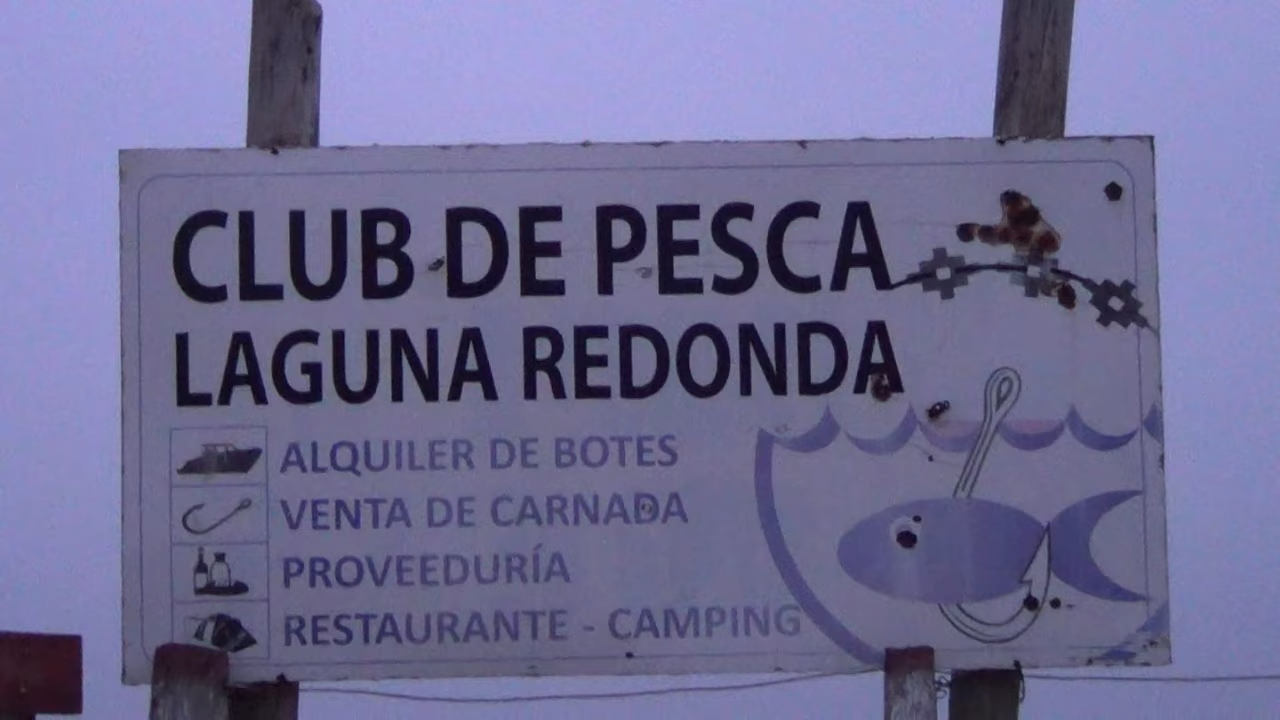 CLUB DE PESCA
LAGUNA REDONDA
ALQUILER DE BOTES
VENTA DE CARNADA
PROVEEDURÍA
RESTAURANTE - CAMPING